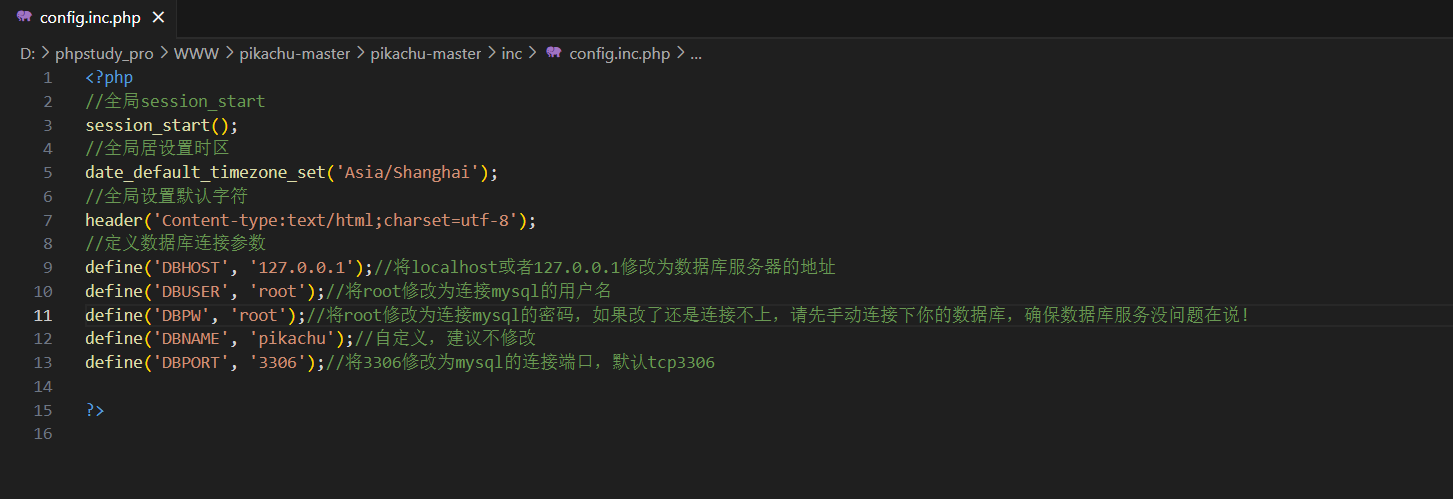 config.inc.php
D: > phpstudy_pro > WWW > pikachu-master > pikachu-master > inc > config.inc.php > ...
1 <?php
2 //全局session_start
3 session_start();
4 //全局居设置时区
5 date_default_timezone_set('Asia/Shanghai');
6 //全局设置默认字符
7 header('Content-type:text/html;charset=utf-8');
8 //定义数据库连接参数
9 define('DBHOST', '127.0.0.1');//将localhost或者127.0.0.1修改为数据库服务器的地址
10 define('DBUSER', 'root');//将root修改为连接mysql的用户名
11 define('DBPW', 'root');//将root修改为连接mysql的密码，如果改了还是连接不上，请先手动连接下你的数据库，确保数据库服务没问题在说！
12 define('DBNAME', 'pikachu');//自定义，建议不修改
13 define('DBPORT', '3306');//将3306修改为mysql的连接端口，默认tcp3306
14
15 ?>
16